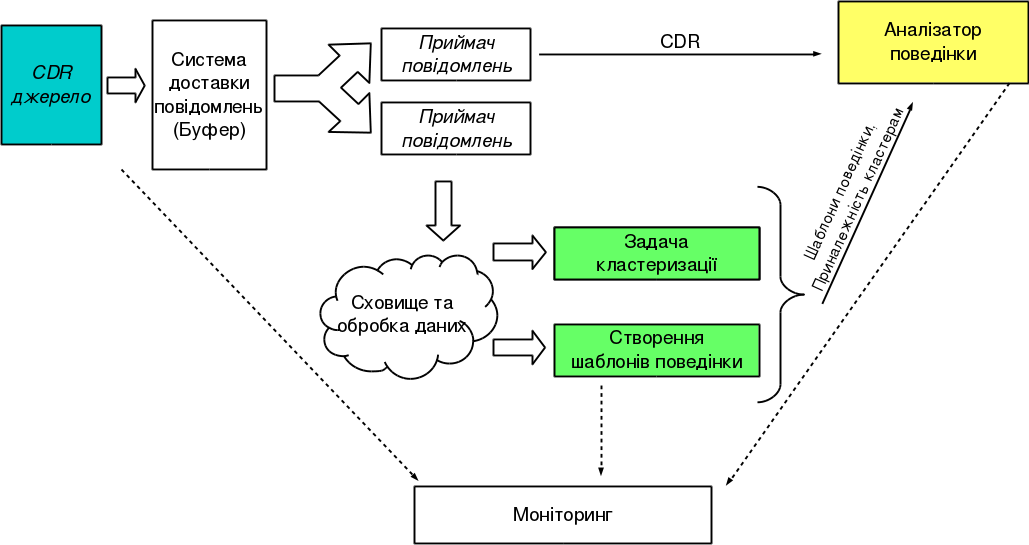 CDR
джерело
Система
доставки
повідомлень
(Буфер)
Приймач
повідомлень
Приймач
повідомлень
CDR
Аналізатор
поведінки
Шаблони поведінки,
Приналежність кластерам
Сховище та
обробка даних
Задача
кластеризації
Створення
шаблонів поведінки
Моніторинг